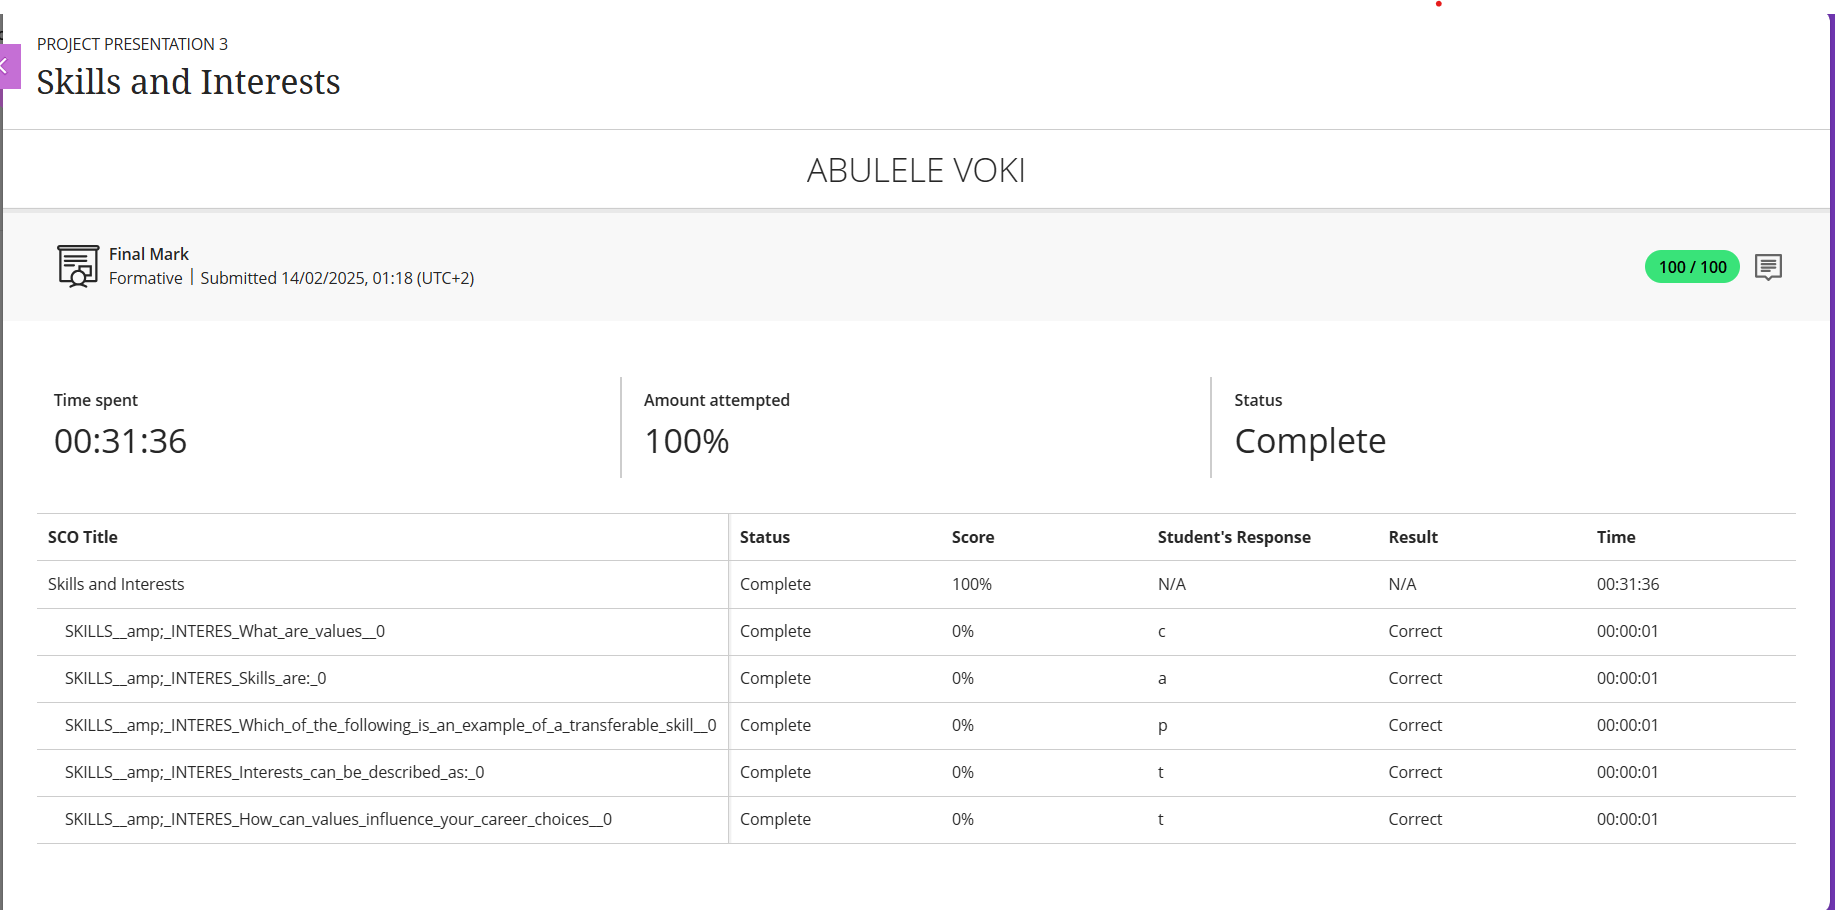 PROJECT PRESENTATION 3
Skills and Interests
ABULELE VOKI
Final Mark
Formative | Submitted 14/02/2025, 01:18 (UTC+2)
100 / 100
Time spent
00:31:36
Amount attempted
100%
Status
Complete
SCO Title Status Score Student's Response Result Time
Skills and Interests Complete 100% N/A N/A 00:31:36
SKILLS__amp;_INTERES_What_are_values__0 Complete 0% c Correct 00:00:01
SKILLS__amp;_INTERES_Skills_are:_0 Complete 0% a Correct 00:00:01
SKILLS__amp;_INTERES_Which_of_the_following_is_an_example_of_a_transferable_skill__0 Complete 0% p Correct 00:00:01
SKILLS__amp;_INTERES_Interests_can_be_described_as:_0 Complete 0% t Correct 00:00:01
SKILLS__amp;_INTERES_How_can_values_influence_your_career_choices__0 Complete 0% t Correct 00:00:01